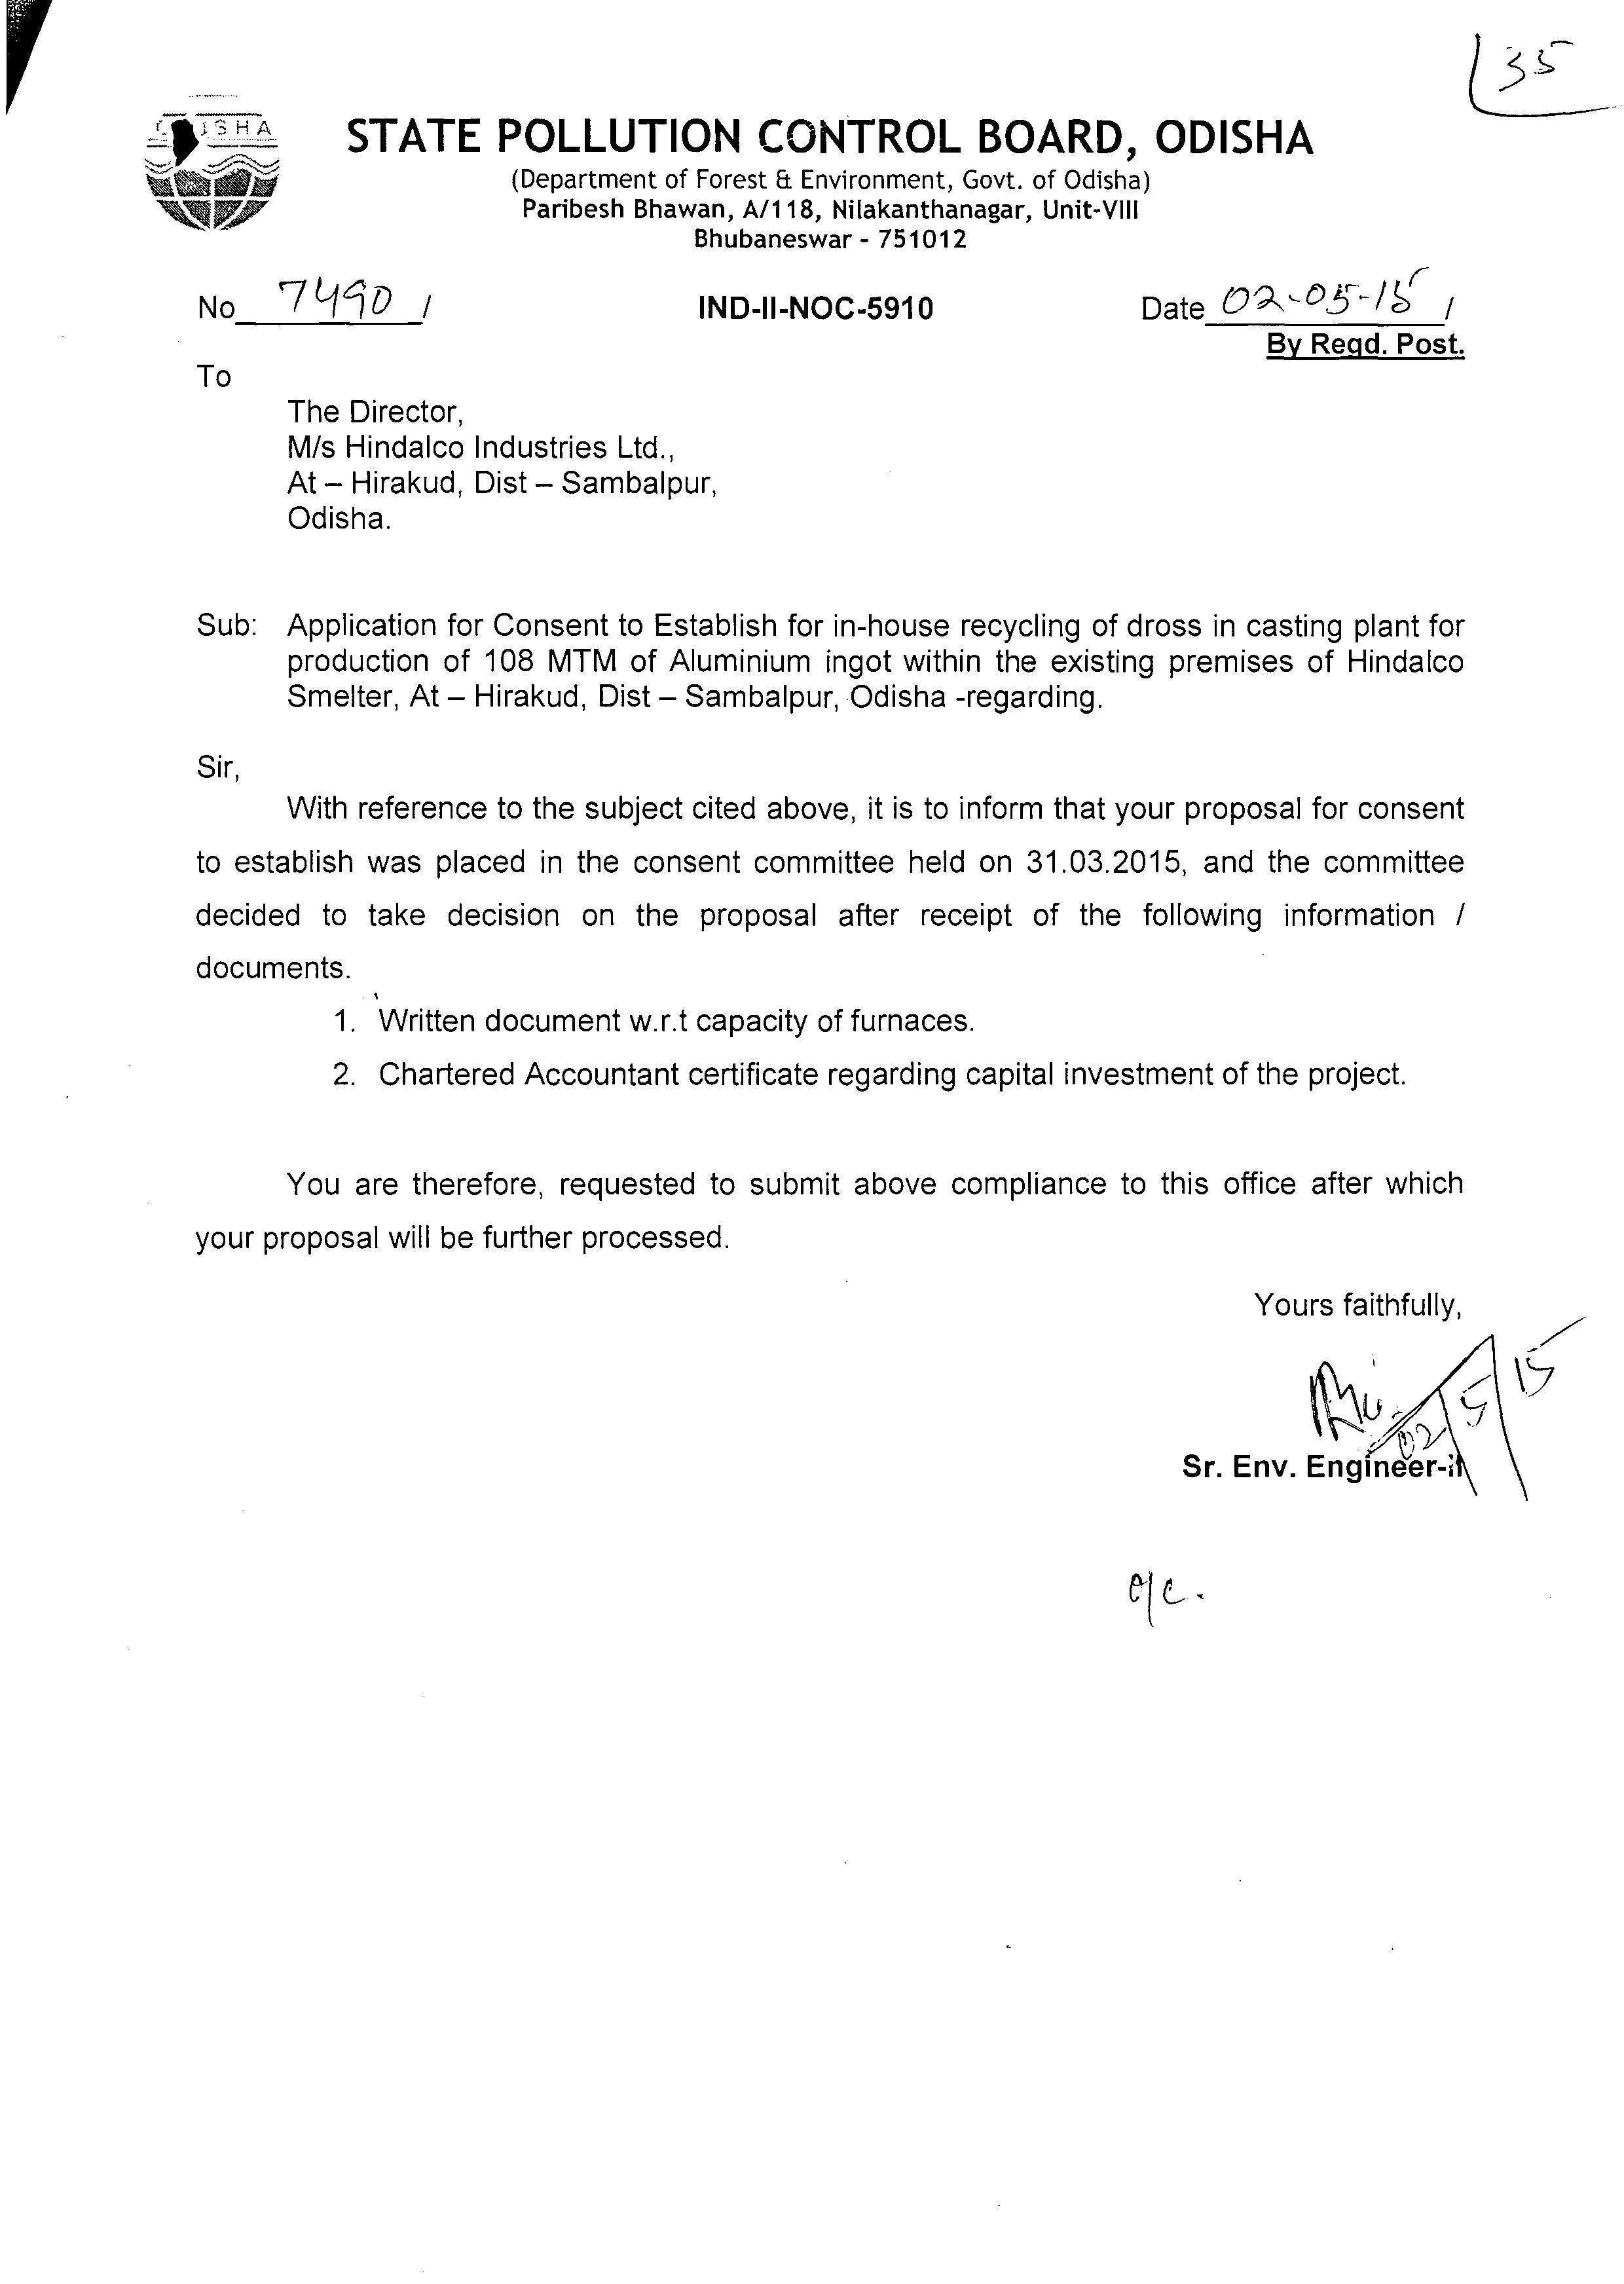 35
STATE POLLUTION CONTROL BOARD, ODISHA
(Department of Forest & Environment, Govt. of Odisha)
Paribesh Bhawan, A/118, Nilakanthanagar, Unit-VIII
Bhubaneswar - 751012
No 7490 / IND-II-NOC-5910 Date 02-05-15 /
By Regd. Post.
To
The Director,
M/s Hindalco Industries Ltd.,
At – Hirakud, Dist – Sambalpur,
Odisha.
Sub: Application for Consent to Establish for in-house recycling of dross in casting plant for
production of 108 MTM of Aluminium ingot within the existing premises of Hindalco
Smelter, At – Hirakud, Dist – Sambalpur, Odisha -regarding.
Sir,
With reference to the subject cited above, it is to inform that your proposal for consent
to establish was placed in the consent committee held on 31.03.2015, and the committee
decided to take decision on the proposal after receipt of the following information /
documents.
1. Written document w.r.t capacity of furnaces.
2. Chartered Accountant certificate regarding capital investment of the project.
You are therefore, requested to submit above compliance to this office after which
your proposal will be further processed.
Yours faithfully,
02/5/15
Sr. Env. Engineer-
o/c.